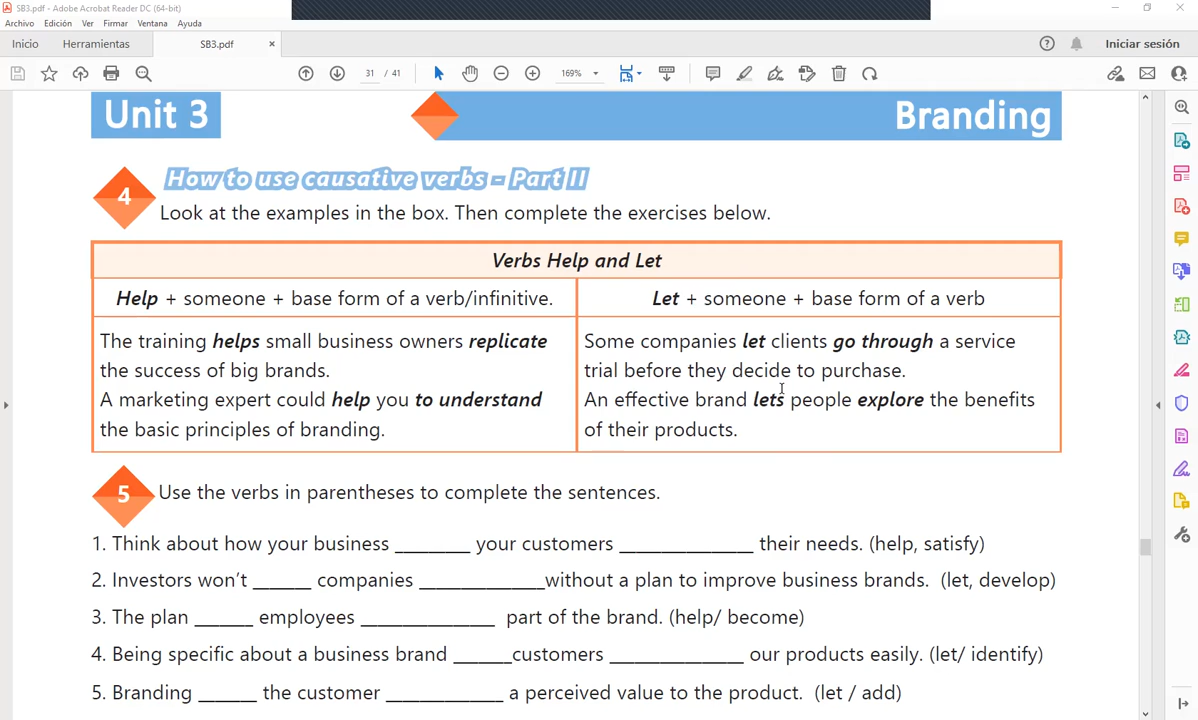 SB3.pdf - Adobe Acrobat Reader DC (64-bit)
Archivo Edición Ver Firmar Ventana Ayuda
Inicio Herramientas SB3.pdf × Iniciar sesión
31 / 41 169%
Unit 3 Branding
4 How to use causative verbs - Part II
Look at the examples in the box. Then complete the exercises below.
Verbs Help and Let
Help + someone + base form of a verb/infinitive.
The training helps small business owners replicate
the success of big brands.
A marketing expert could help you to understand
the basic principles of branding.
Let + someone + base form of a verb
Some companies let clients go through a service
trial before they decide to purchase.
An effective brand lets people explore the benefits
of their products.
5 Use the verbs in parentheses to complete the sentences.
1. Think about how your business ________ your customers ______________ their needs. (help, satisfy)
2. Investors won't ______ companies _____________without a plan to improve business brands. (let, develop)
3. The plan ______ employees ______________ part of the brand. (help/ become)
4. Being specific about a business brand ______customers ______________ our products easily. (let/ identify)
5. Branding ______ the customer ____________ a perceived value to the product. (let / add)